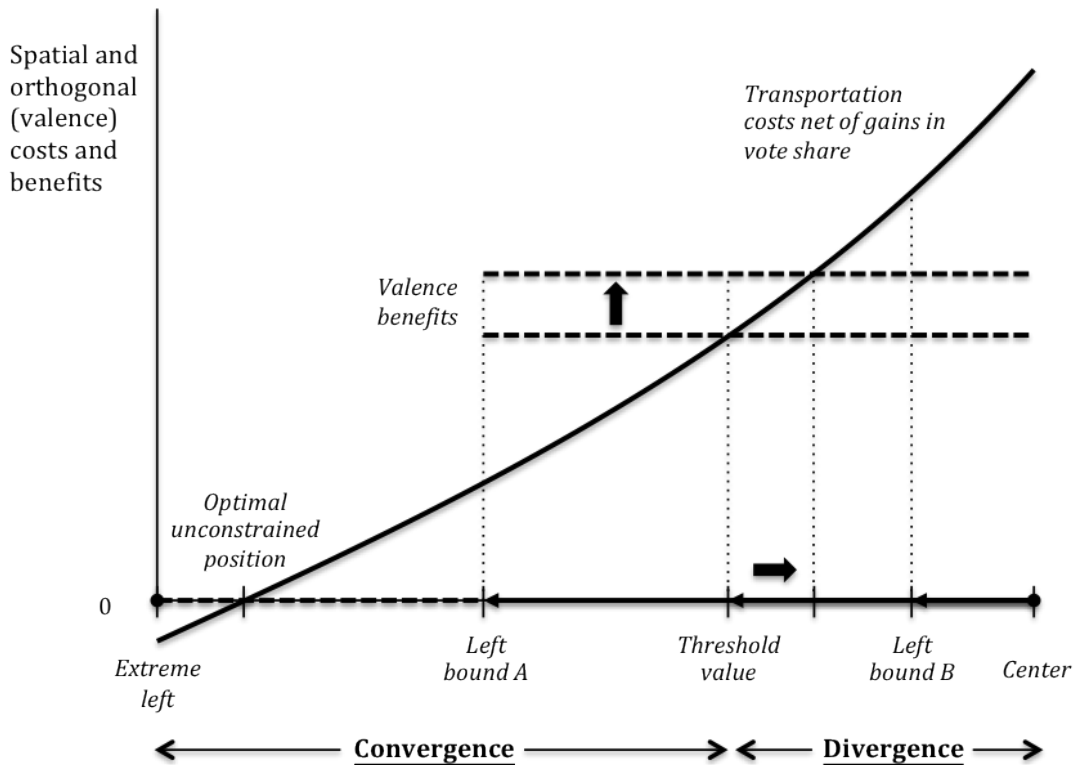 Spatial and
orthogonal
(valence)
costs and
benefits
Transportation
costs net of gains in
vote share
Valence
benefits
Optimal
unconstrained
position
0
Extreme
left
Left
bound A
Threshold
value
Left
bound B
Center
Convergence
Divergence